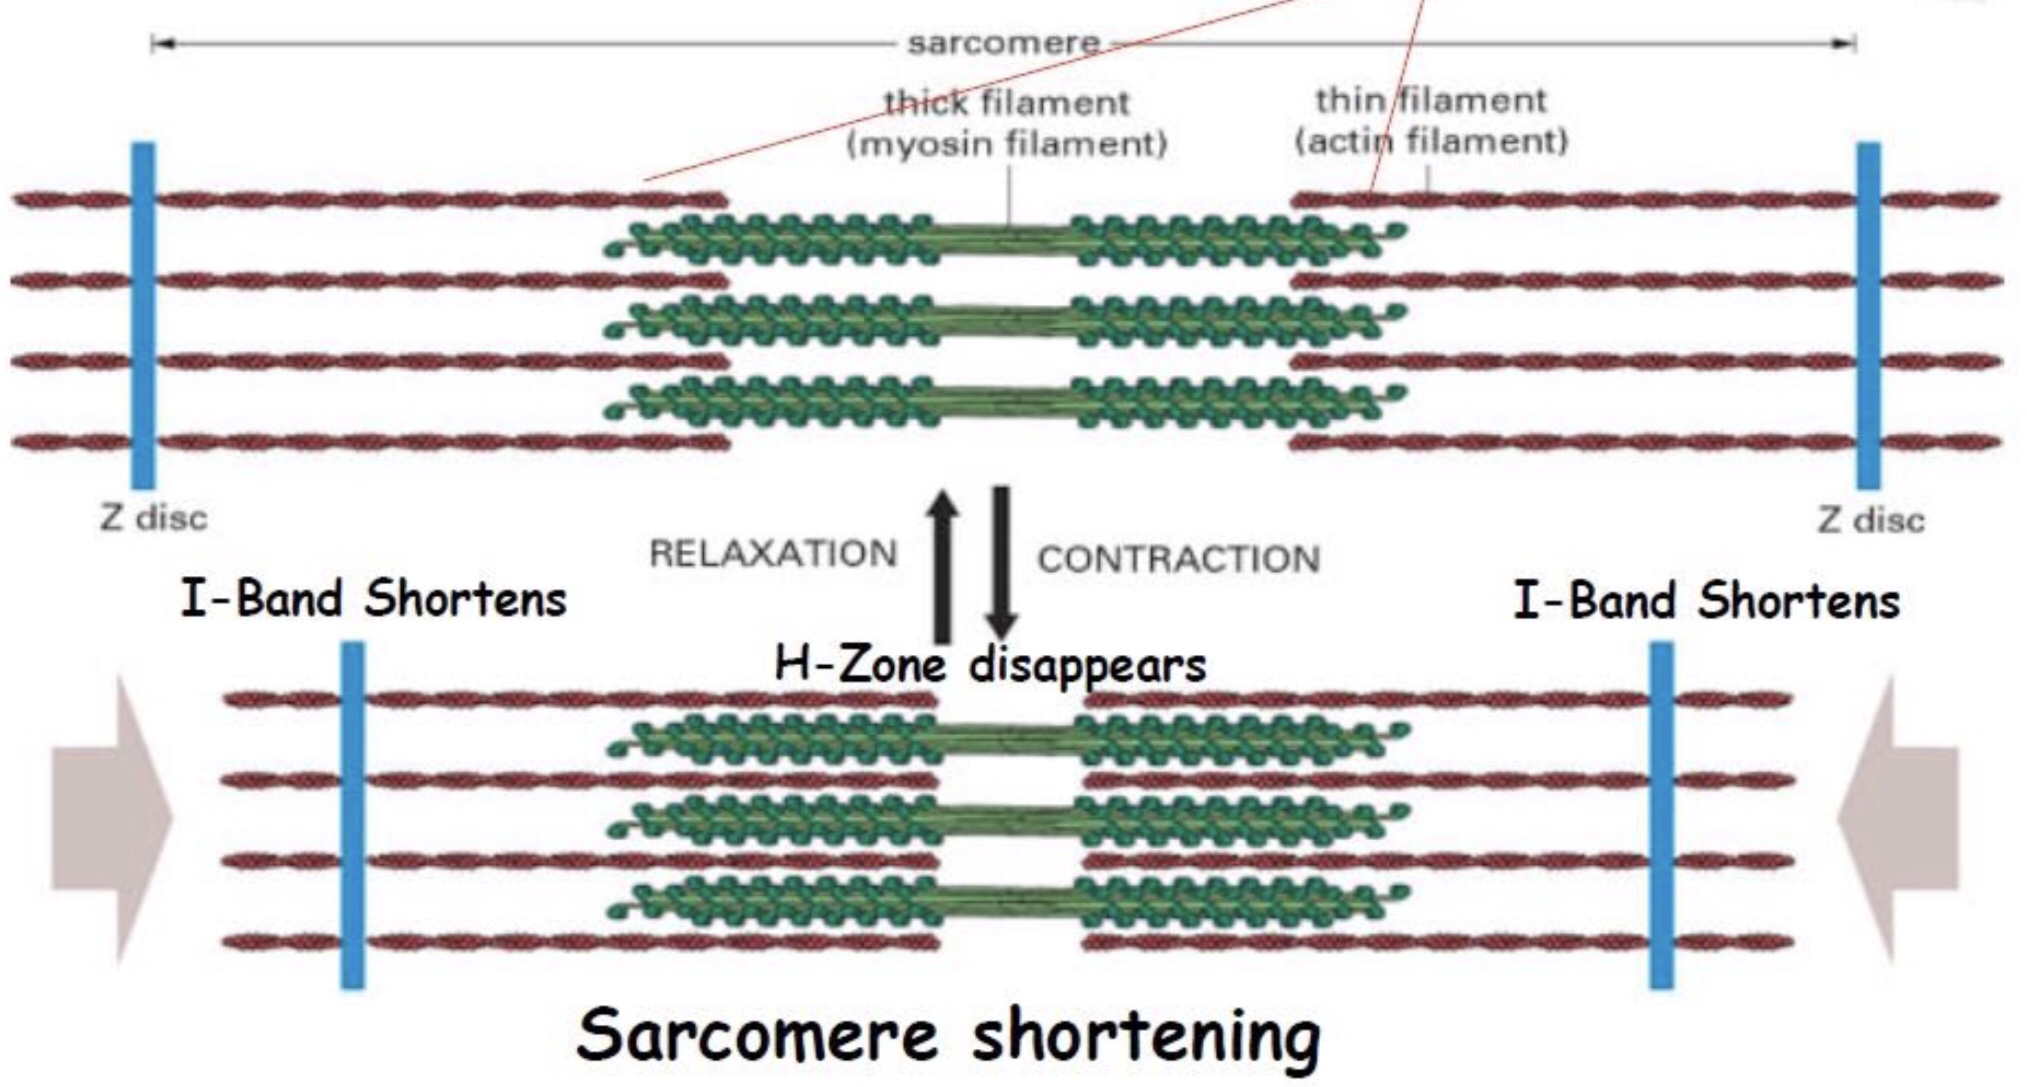 sarcomere
thick filament
(myosin filament)
thin filament
(actin filament)
Z disc
Z disc
RELAXATION
CONTRACTION
I-Band Shortens
I-Band Shortens
H-Zone disappears
Sarcomere shortening